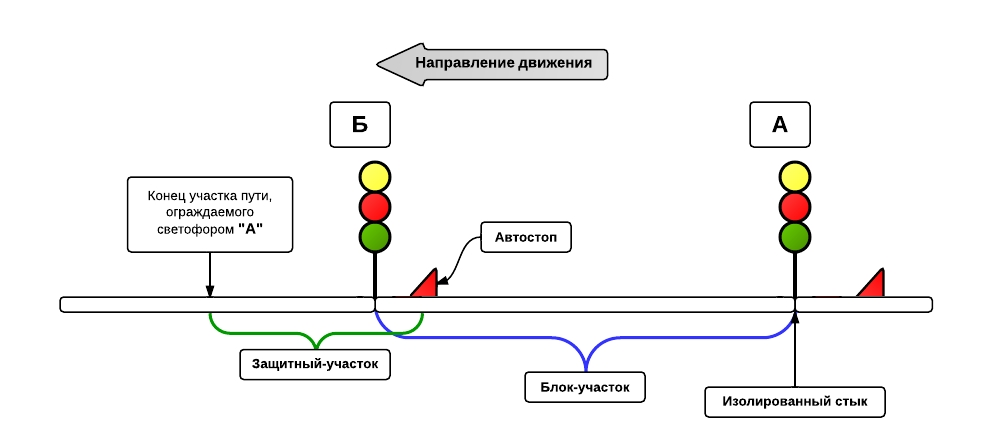 Направление движения
Б
А
Конец участка пути,
ограждаемого
светофором "А"
Автостоп
Защитный-участок
Блок-участок
Изолированный стык